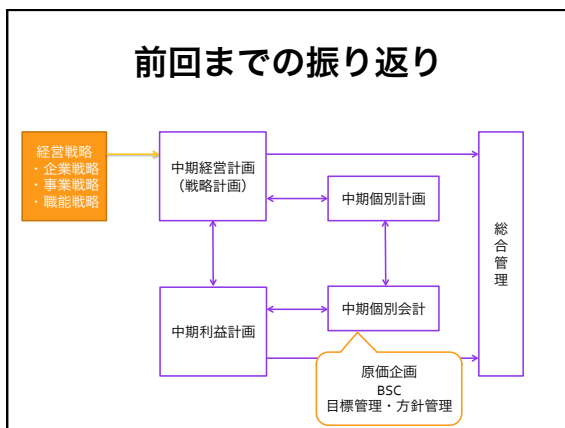 前回までの振り返り
経営戦略
・企業戦略
・事業戦略
・職能戦略
中期経営計画
(戦略計画)
中期個別計画
総合管理
中期利益計画
中期個別会計
原価企画
BSC
目標管理・方針管理